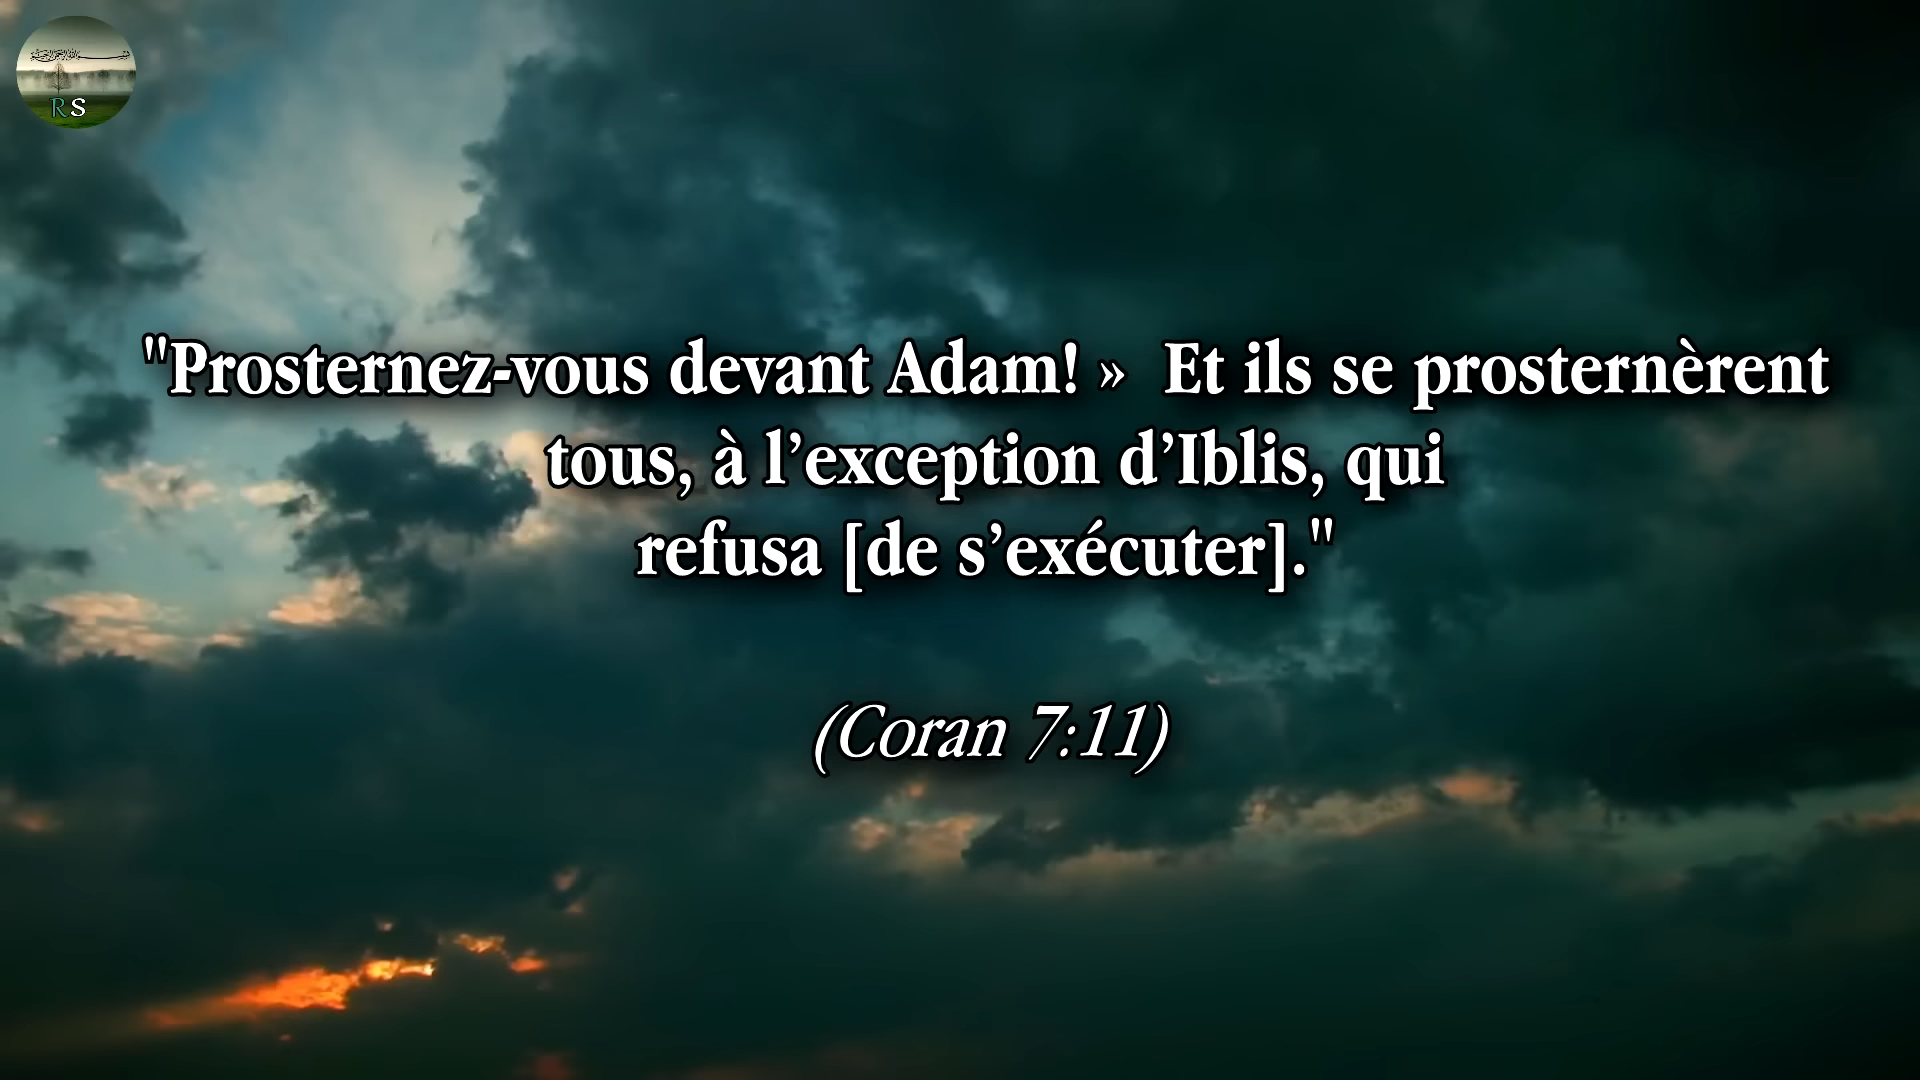 RS
"Prosternez-vous devant Adam! »  Et ils se prosternèrent
tous, à l’exception d’Iblis, qui
refusa [de s’exécuter]."
(Coran 7:11)